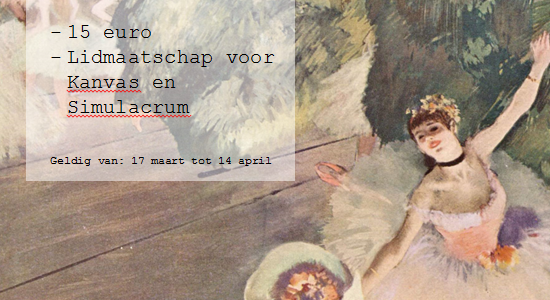 - 15 euro
- Lidmaatschap voor
Kanvas en
Simulacrum
Geldig van: 17 maart tot 14 april